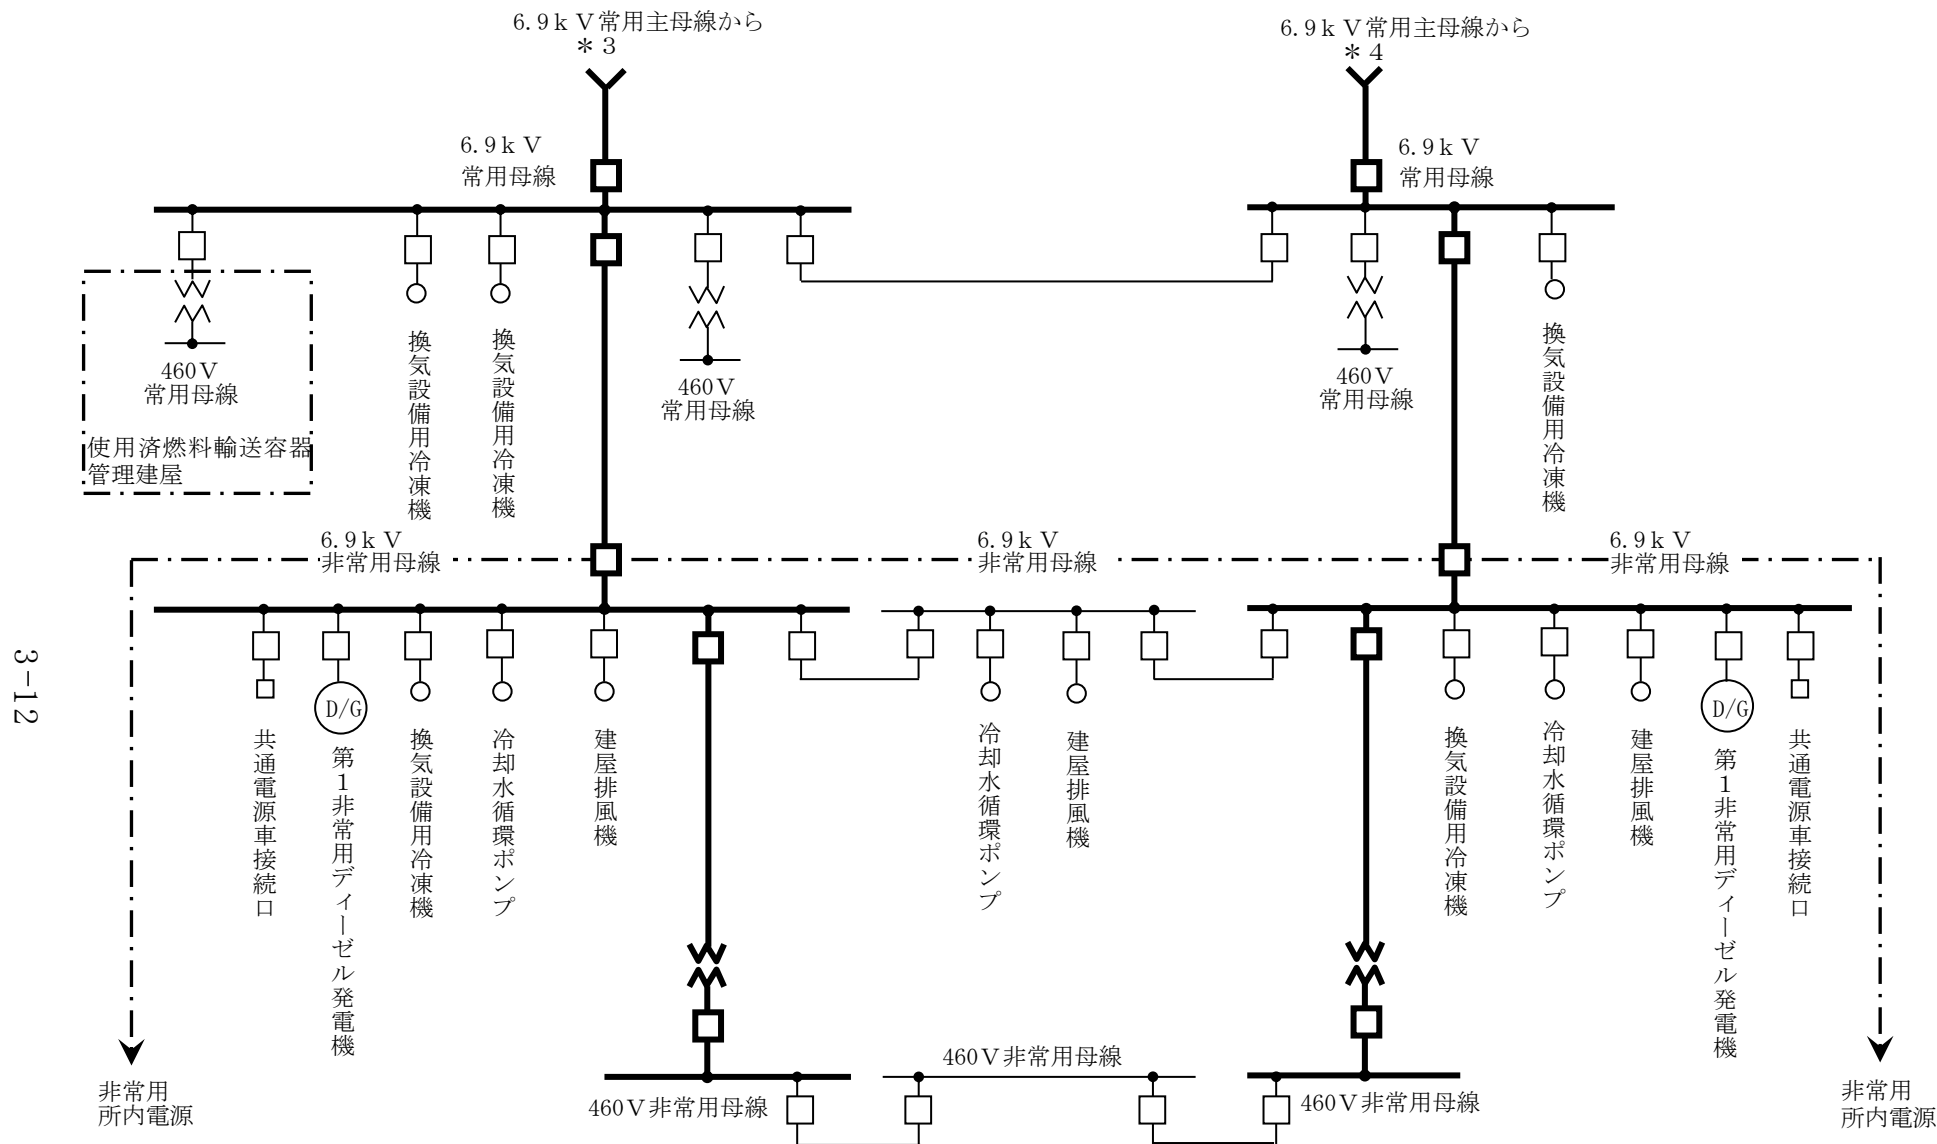 6.9kV常用主母線から
＊3
6.9kV常用主母線から
＊4
6.9kV
常用母線
6.9kV
常用母線
460V
常用母線
使用済燃料輸送容器
管理建屋
換気設備用冷凍機
換気設備用冷凍機
460V
常用母線
460V
常用母線
換気設備用冷凍機
6.9kV
非常用母線
6.9kV
非常用母線
6.9kV
非常用母線
D/G
D/G
共通電源車接続口
第1非常用ディーゼル発電機
換気設備用冷凍機
冷却水循環ポンプ
建屋排風機
冷却水循環ポンプ
建屋排風機
換気設備用冷凍機
冷却水循環ポンプ
建屋排風機
第1非常用ディーゼル発電機
共通電源車接続口
460V非常用母線
460V非常用母線
460V非常用母線
非常用
所内電源
非常用
所内電源
3-12